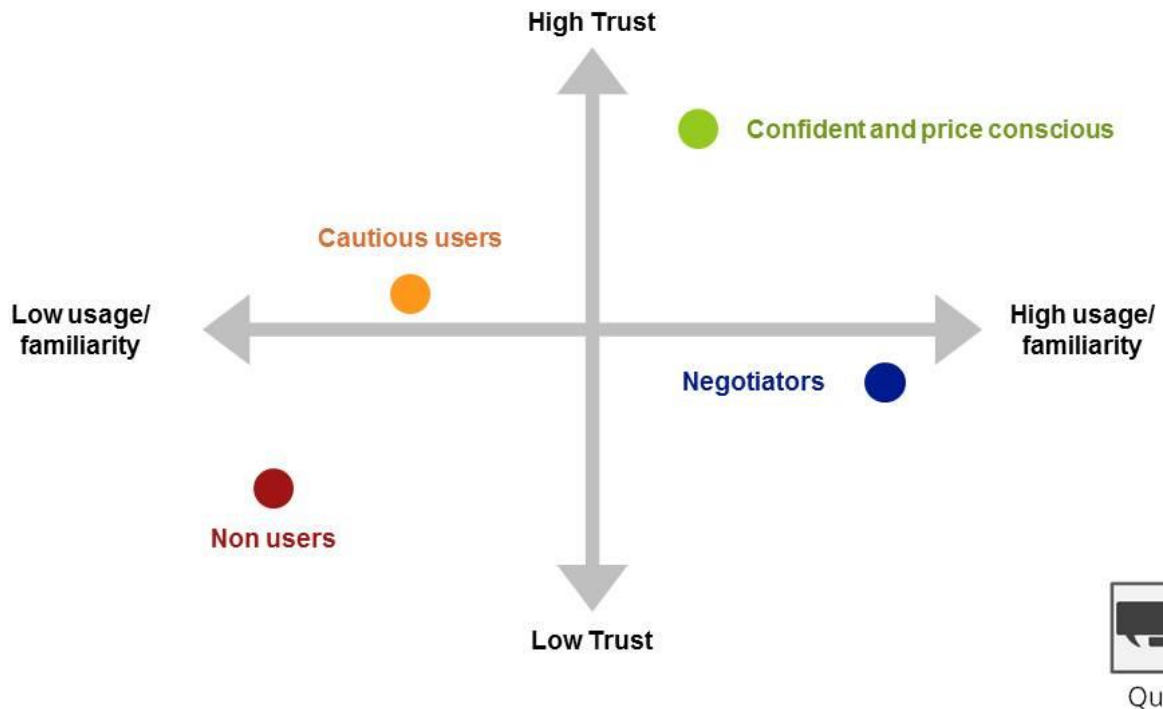 High Trust
Confident and price conscious
Cautious users
Low usage/
familiarity
High usage/
familiarity
Negotiators
Non users
Low Trust
Qu